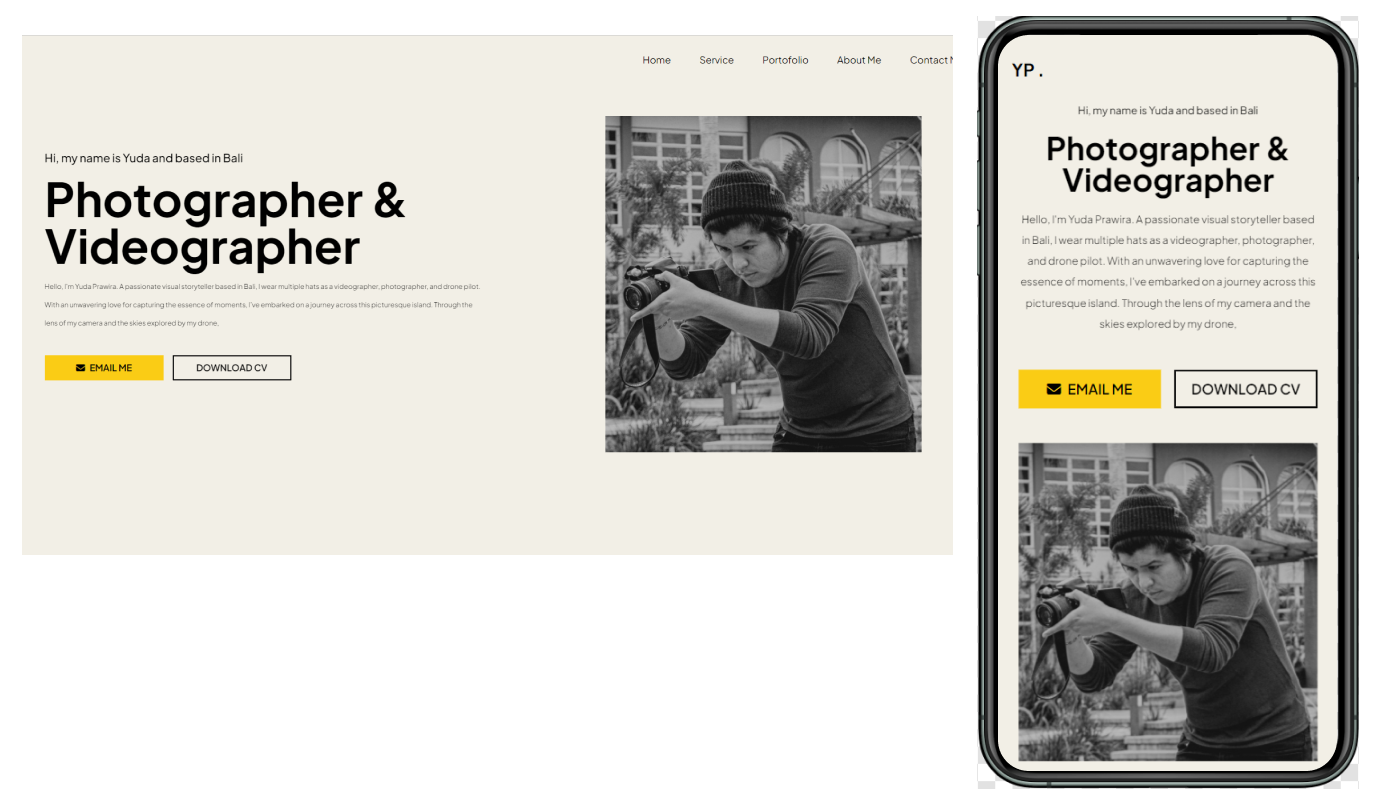 Home Service Portofolio About Me Contact
Hi, my name is Yuda and based in Bali
Photographer &
Videographer
Hello, I'm Yuda Prawira. A passionate visual storyteller based in Bali, I wear multiple hats as a videographer, photographer, and drone pilot.
With an unwavering love for capturing the essence of moments, I've embarked on a journey across this picturesque island. Through the
lens of my camera and the skies explored by my drone,
EMAIL ME DOWNLOAD CV
YP .
Hi, my name is Yuda and based in Bali
Photographer &
Videographer
Hello, I'm Yuda Prawira. A passionate visual storyteller based
in Bali, I wear multiple hats as a videographer, photographer,
and drone pilot. With an unwavering love for capturing the
essence of moments, I've embarked on a journey across this
picturesque island. Through the lens of my camera and the
skies explored by my drone,
EMAIL ME DOWNLOAD CV